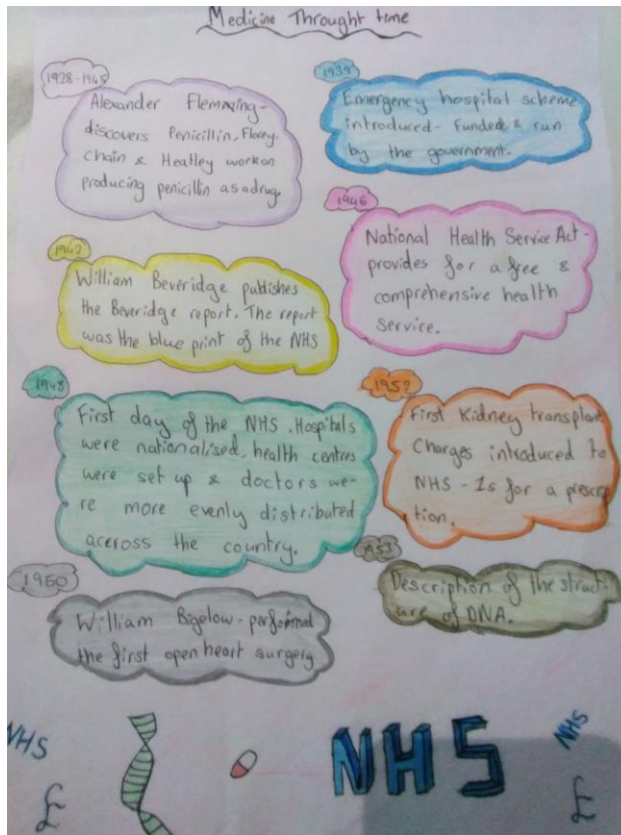 Medicine Throught time
1928-1945
Alexander Flemming-
discovers Penicillin. Florey.
Chain & Heatley work on
producing penicillin as a drug.
1939
Emergency hospital scheme
introduced - Funded & run
by the government.
1942
William Beveridge publishes
the Beveridge report. The report
was the blue print of the NHS
1946
National Health Service Act -
provides for a free &
comprehensive health
Service.
1948
First day of the NHS. Hospitals
were nationalised, health centres
were set up & doctors we-
re more evenly distributed
accross the country.
1952
First Kidney transplant
Charges introduced to
NHS - 1s for a prescrip
tion.
1950
William Bigelow - performed
the first open heart surgery
1953
Description of the struct-
ure of DNA.
NHS
£
NHS
NHS
£